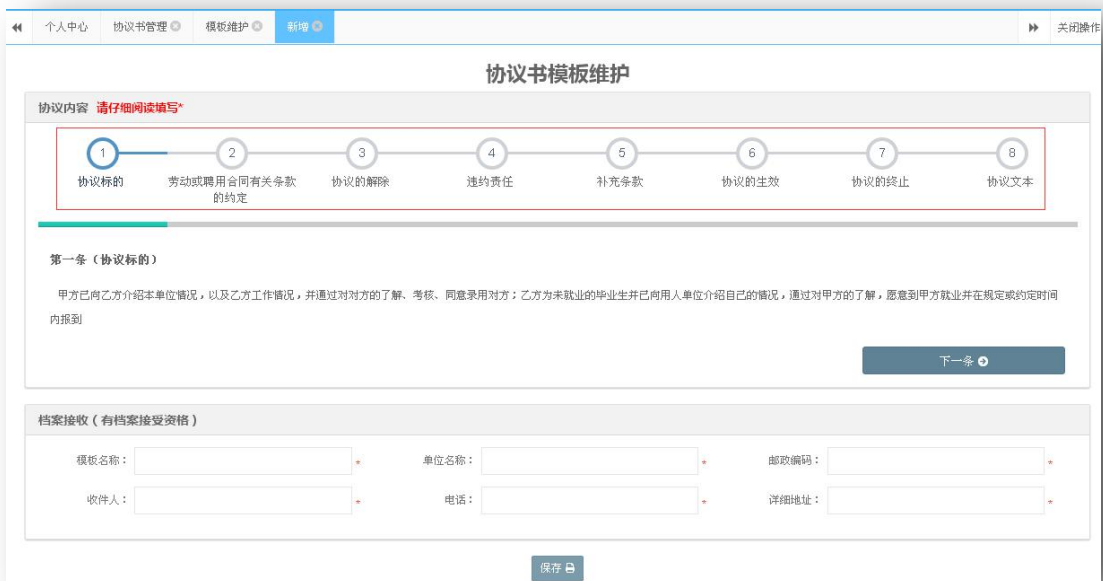 个人中心 协议书管理 模板维护 新增 关闭操作
协议书模板维护
协议内容 请仔细阅读填写*
1 2 3 4 5 6 7 8
协议标的 劳动或聘用合同有关条款 协议的解除 违约责任 补充条款 协议的生效 协议的终止 协议文本
的约定
第一条（协议标的）
甲方已向乙方介绍本单位情况，以及乙方工作情况，并通过对对方的了解、考核、同意录用对方；乙方为未就业的毕业生并已向用人单位介绍自己的情况，通过对甲方的了解，愿意到甲方就业并在规定或约定时间
内报到
下一条
档案接收（有档案接受资格）
模板名称： * 单位名称： * 邮政编码： *
收件人： * 电话： * 详细地址： *
保存